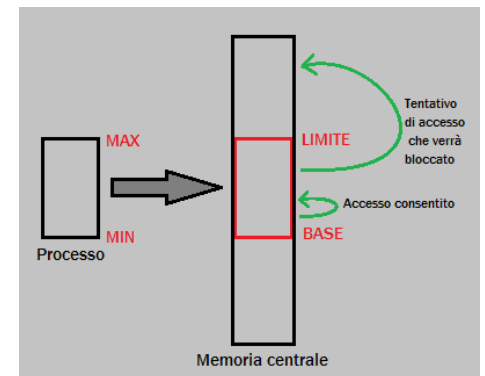 Tentativo
di accesso
che verrà
bloccato
MAX
LIMITE
Accesso consentito
MIN
BASE
Processo
Memoria centrale